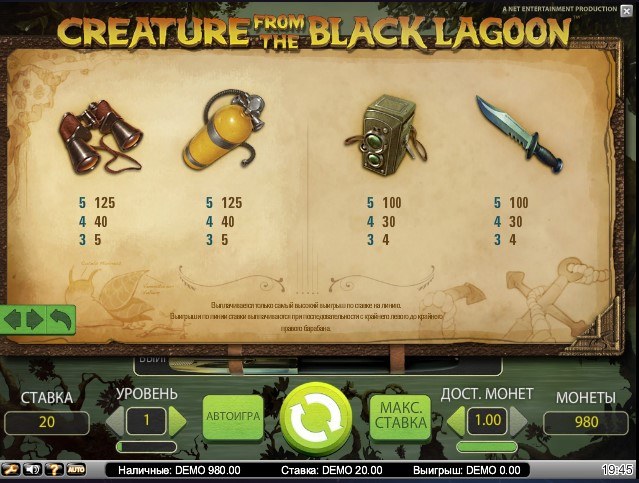 A NET ENTERTAINMENT PRODUCTION
CREATURE FROM THE BLACK LAGOON™
5 125
4 40
3 5
5 125
4 40
3 5
5 100
4 30
3 4
5 100
4 30
3 4
Выплачивается только самый высокий выигрыш по ставке на линию.
Выигрыши по линии ставки выплачиваются при последовательности с крайнего левого до крайнего
правого барабана.
ВЫИГ
СТАВКА
20
УРОВЕНЬ
1
АВТОИГРА
МАКС.
СТАВКА
ДОСТ. МОНЕТ
1.00
МОНЕТЫ
980
AUTO
Наличные: DEMO 980.00
Ставка: DEMO 20.00
Выигрыш: DEMO 0.00
19:45